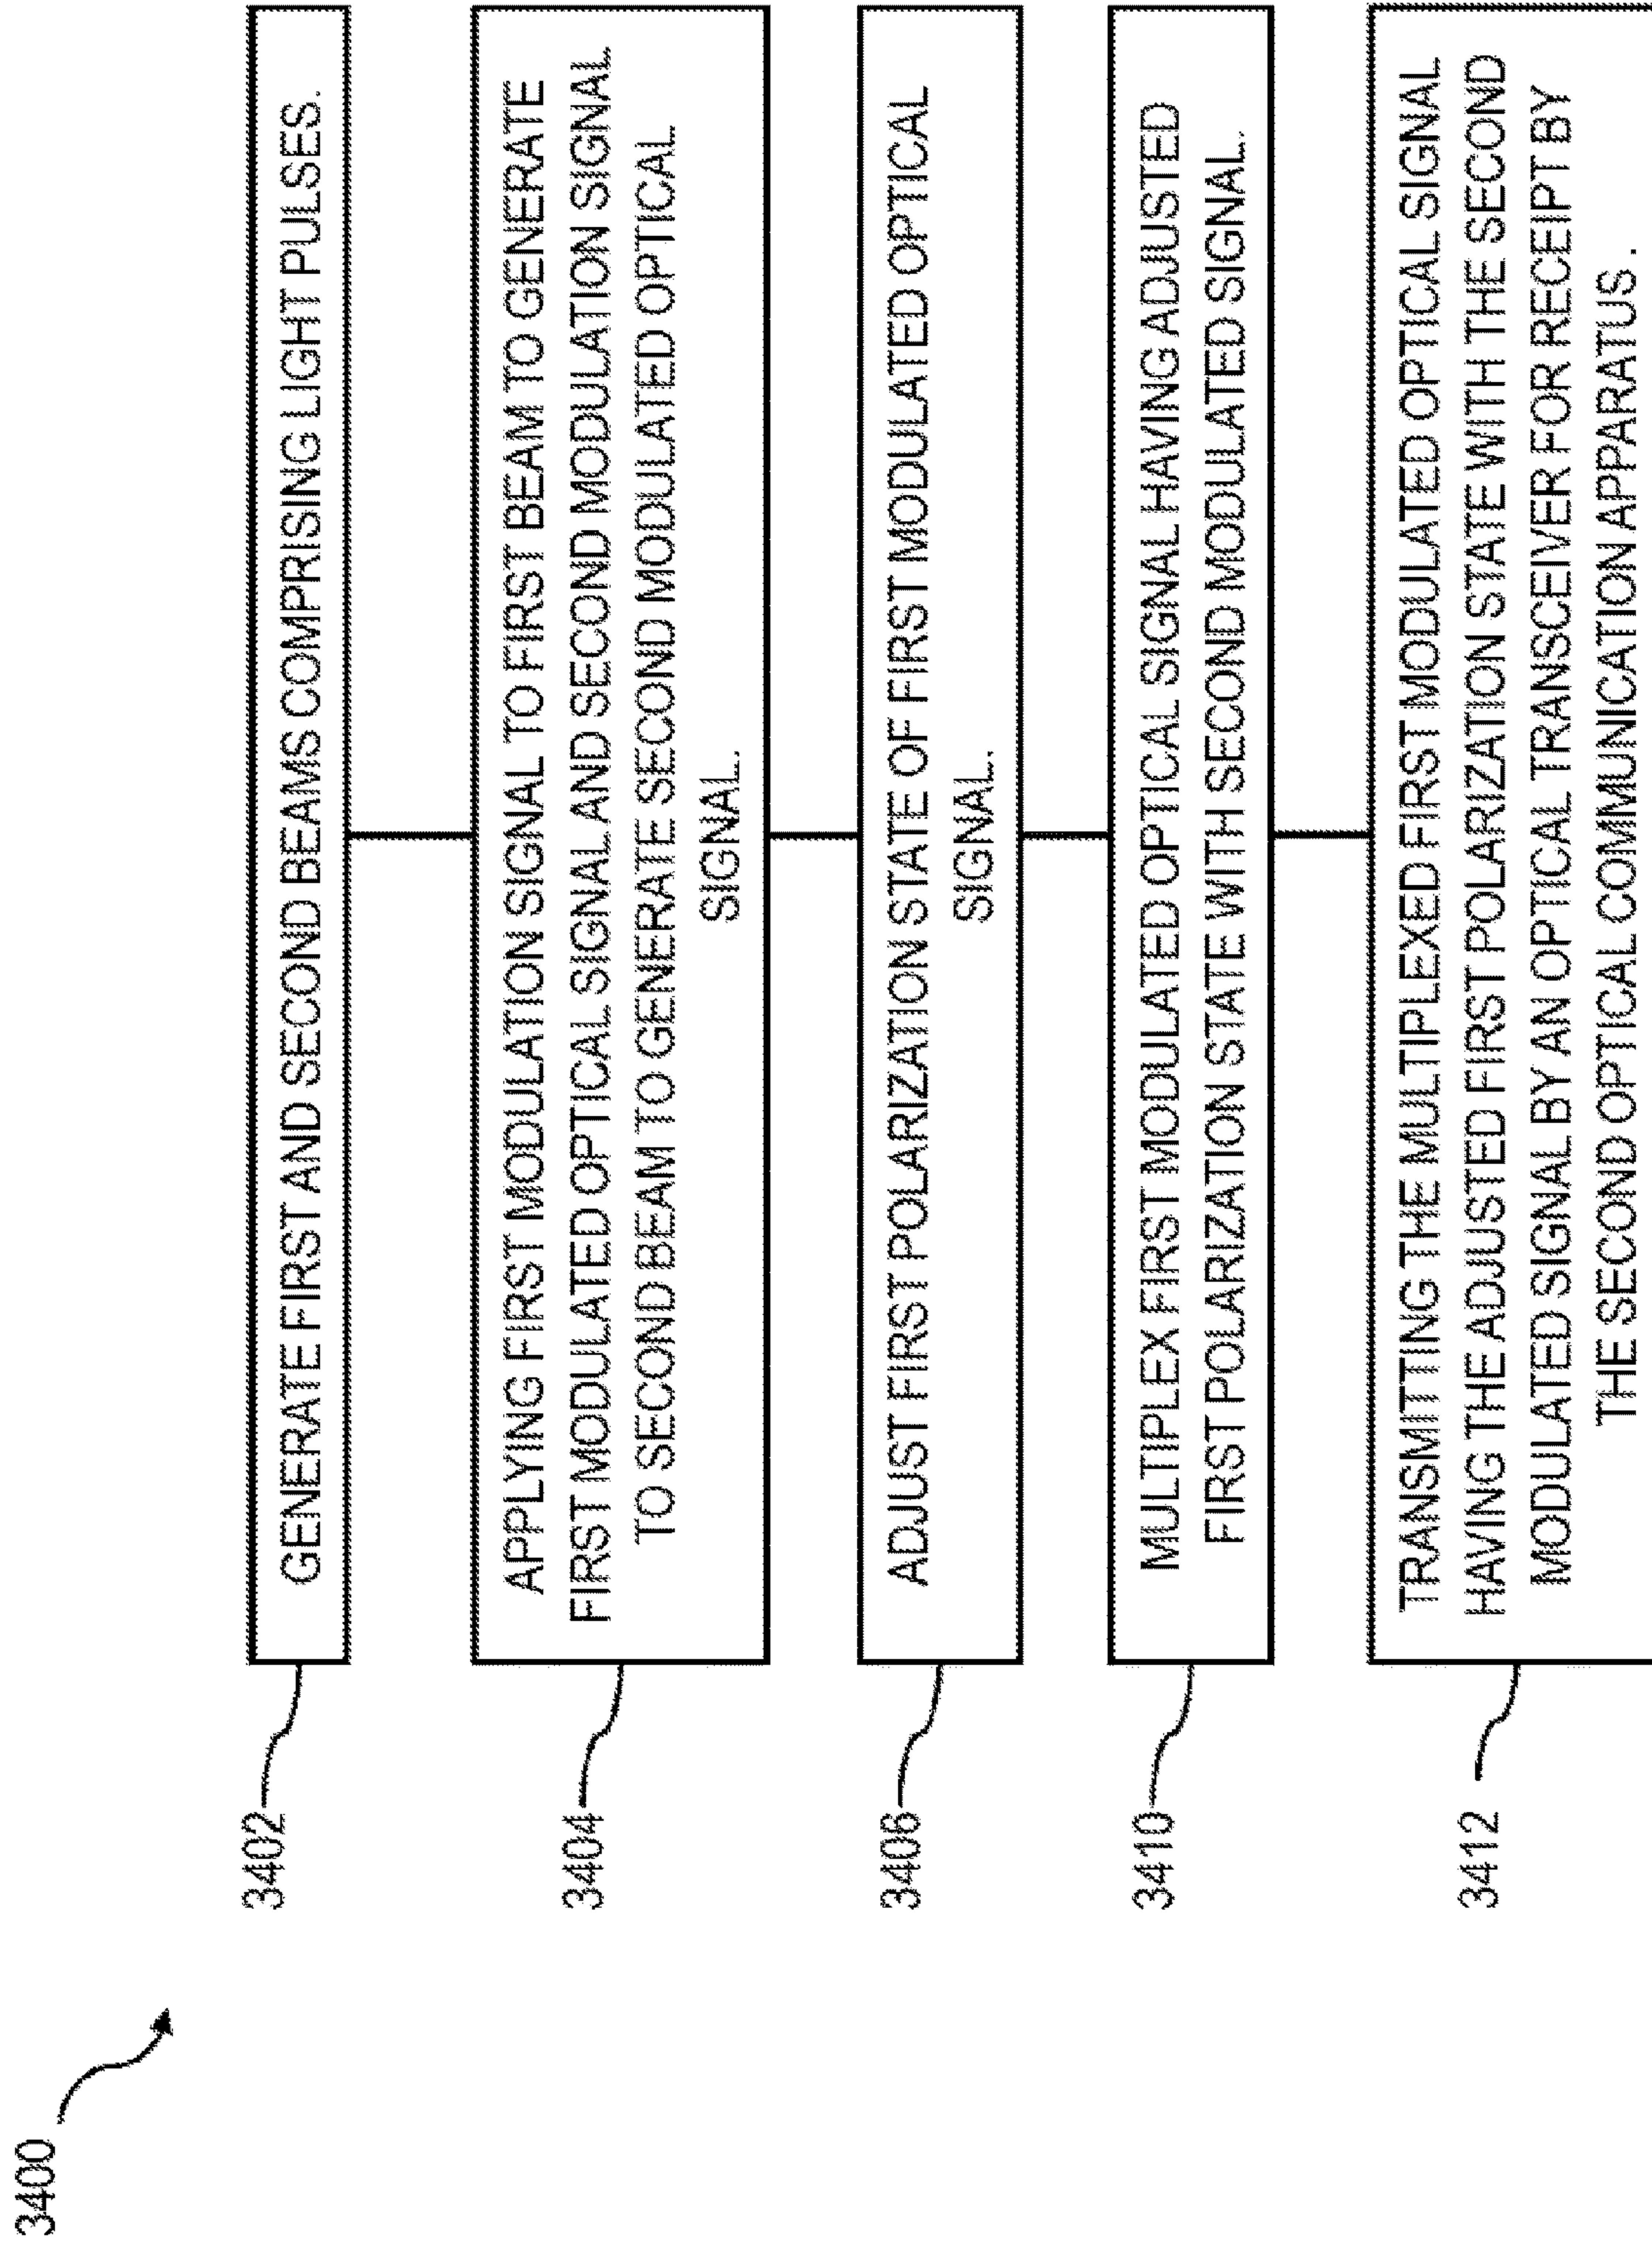 3400
3402
GENERATE FIRST AND SECOND BEAMS COMPRISING LIGHT PULSES.
3404
APPLYING FIRST MODULATION SIGNAL TO FIRST BEAM TO GENERATE
FIRST MODULATED OPTICAL SIGNAL AND SECOND MODULATION SIGNAL
TO SECOND BEAM TO GENERATE SECOND MODULATED OPTICAL
SIGNAL.
3406
ADJUST FIRST POLARIZATION STATE OF FIRST MODULATED OPTICAL
SIGNAL.
3410
MULTIPLEX FIRST MODULATED OPTICAL SIGNAL HAVING ADJUSTED
FIRST POLARIZATION STATE WITH SECOND MODULATED SIGNAL.
3412
TRANSMITTING THE MULTIPLEXED FIRST MODULATED OPTICAL SIGNAL
HAVING THE ADJUSTED FIRST POLARIZATION STATE WITH THE SECOND
MODULATED SIGNAL BY AN OPTICAL TRANSCEIVER FOR RECEIPT BY
THE SECOND OPTICAL COMMUNICATION APPARATUS .